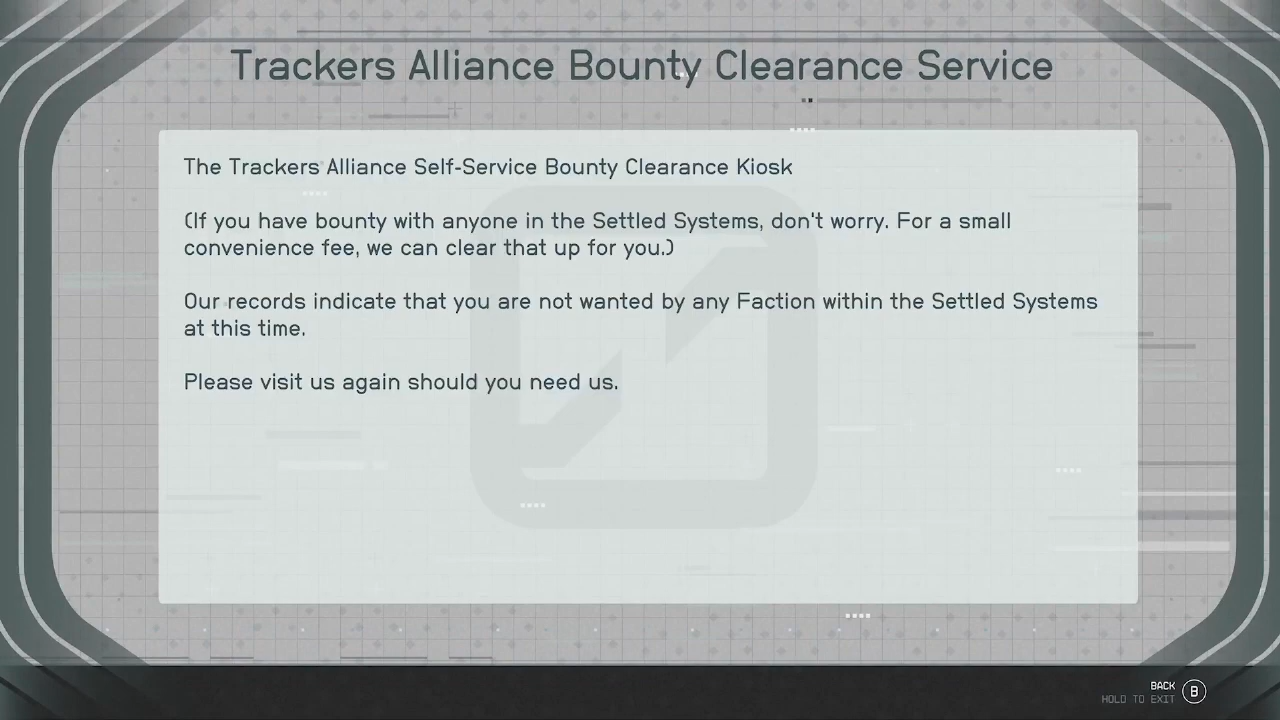 Trackers Alliance Bounty Clearance Service
The Trackers Alliance Self-Service Bounty Clearance Kiosk
(If you have bounty with anyone in the Settled Systems, don't worry. For a small
convenience fee, we can clear that up for you.)
Our records indicate that you are not wanted by any Faction within the Settled Systems
at this time.
Please visit us again should you need us.
BACK
HOLD TO EXIT
B